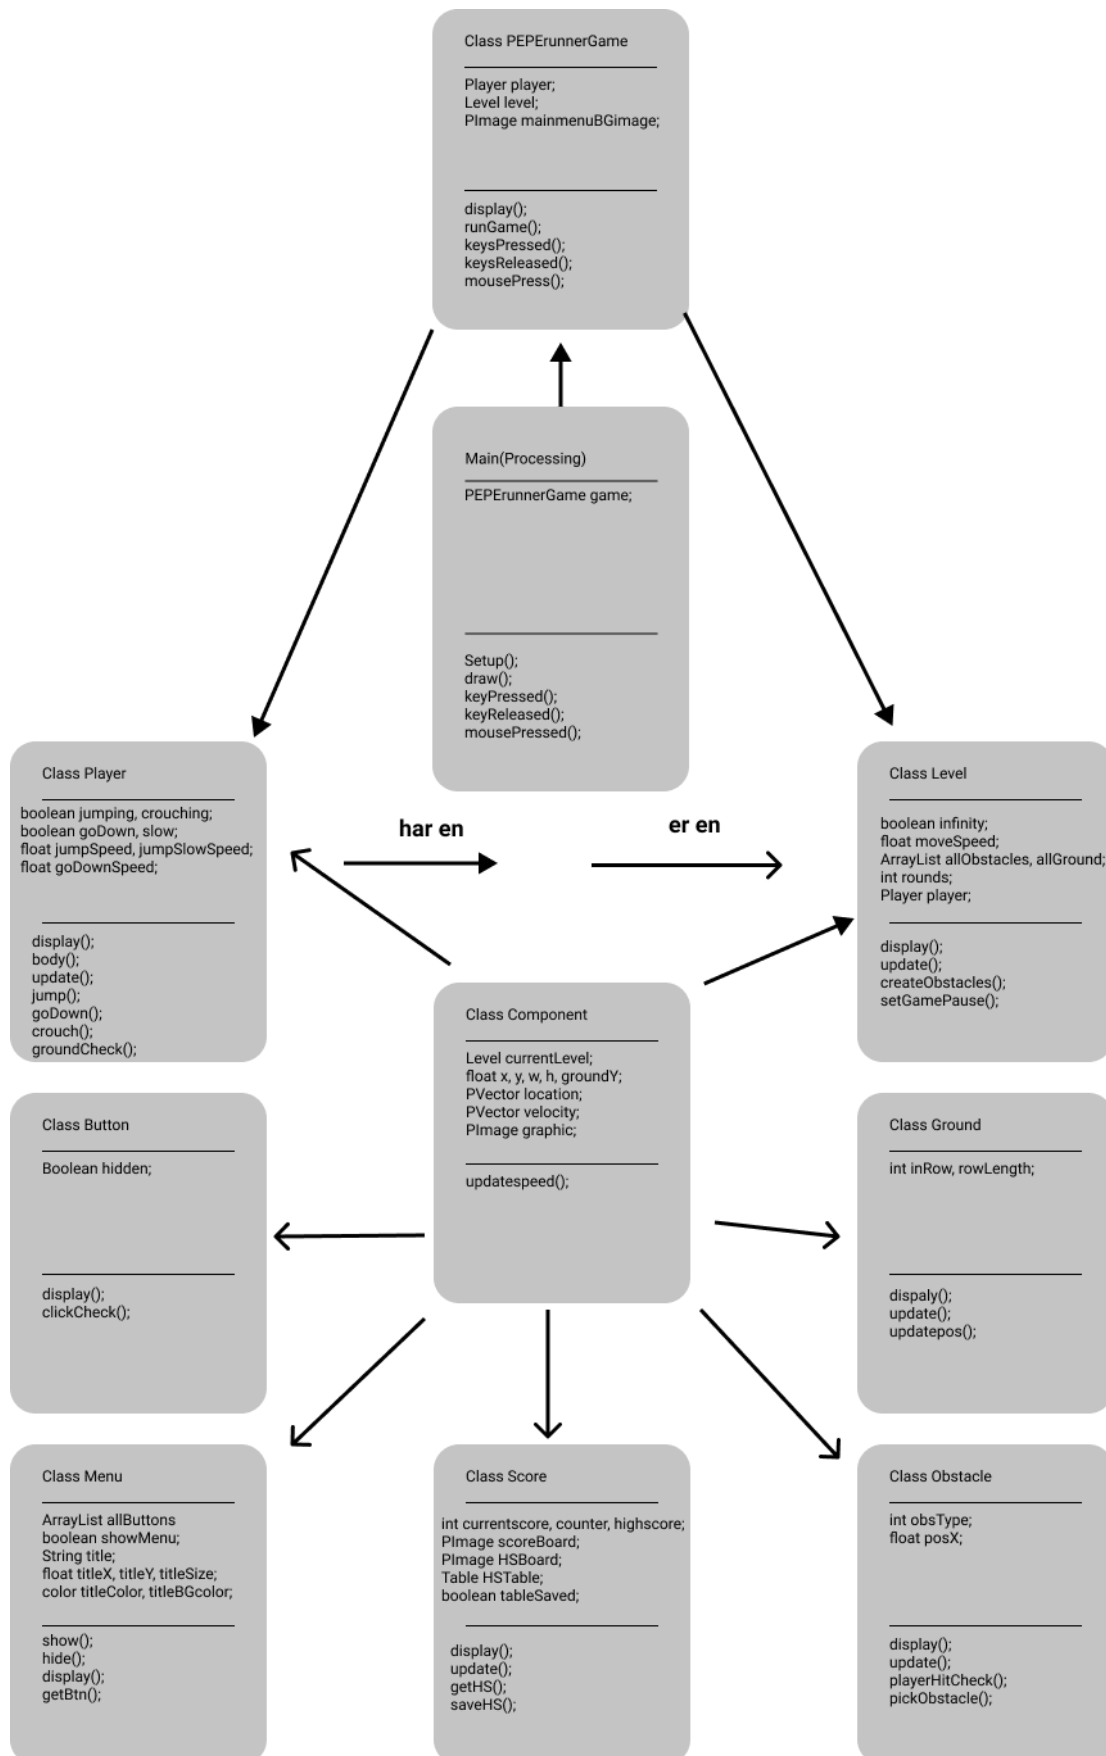 Class PEPErunnerGame
Player player;
Level level;
PImage mainmenuBGimage;
display();
runGame();
keysPressed();
keysReleased();
mousePress();
Main(Processing)
PEPErunnerGame game;
Setup();
draw();
keyPressed();
keyReleased();
mousePressed();
Class Player
boolean jumping, crouching;
boolean goDown, slow;
float jumpSpeed, jumpSlowSpeed;
float goDownSpeed;
display();
body();
update();
jump();
goDown();
crouch();
groundCheck();
har en
er en
Class Level
boolean infinity;
float moveSpeed;
ArrayList allObstacles, allGround;
int rounds;
Player player;
display();
update();
createObstacles();
setGamePause();
Class Component
Level currentLevel;
float x, y, w, h, groundY;
PVector location;
PVector velocity;
PImage graphic;
updatespeed();
Class Button
Boolean hidden;
display();
clickCheck();
Class Ground
int inRow, rowLength;
dispaly();
update();
updatepos();
Class Menu
ArrayList allButtons
boolean showMenu;
String title;
float titleX, titleY, titleSize;
color titleColor, titleBGcolor;
show();
hide();
display();
getBtn();
Class Score
int currentscore, counter, highscore;
PImage scoreBoard;
PImage HSBoard;
Table HSTable;
boolean tableSaved;
display();
update();
getHS();
saveHS();
Class Obstacle
int obsType;
float posX;
display();
update();
playerHitCheck();
pickObstacle();